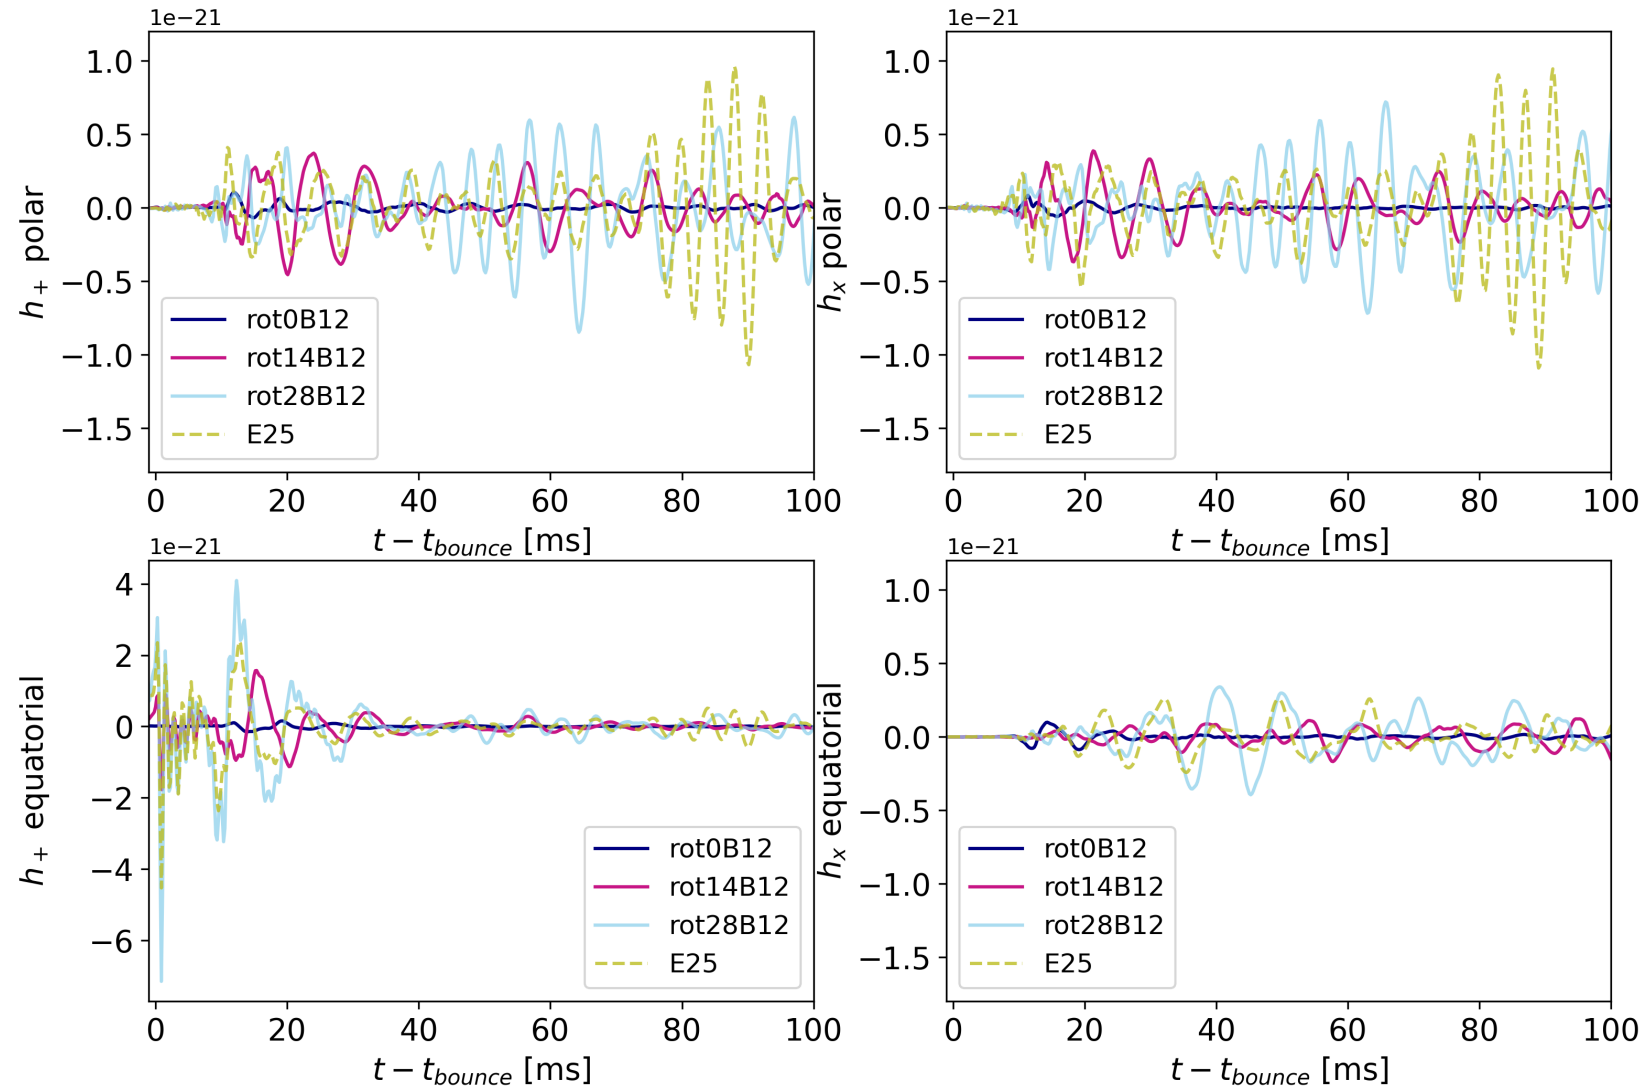 1e−21
h+ polar
1.0
0.5
0.0
−0.5
−1.0
−1.5
rot0B12
rot14B12
rot28B12
E25
0 20 40 60 80 100
t − tbounce [ms]
1e−21
hx polar
1.0
0.5
0.0
−0.5
−1.0
−1.5
rot0B12
rot14B12
rot28B12
E25
0 20 40 60 80 100
t − tbounce [ms]
1e−21
h+ equatorial
4
2
0
−2
−4
−6
rot0B12
rot14B12
rot28B12
E25
0 20 40 60 80 100
t − tbounce [ms]
1e−21
hx equatorial
1.0
0.5
0.0
−0.5
−1.0
−1.5
rot0B12
rot14B12
rot28B12
E25
0 20 40 60 80 100
t − tbounce [ms]